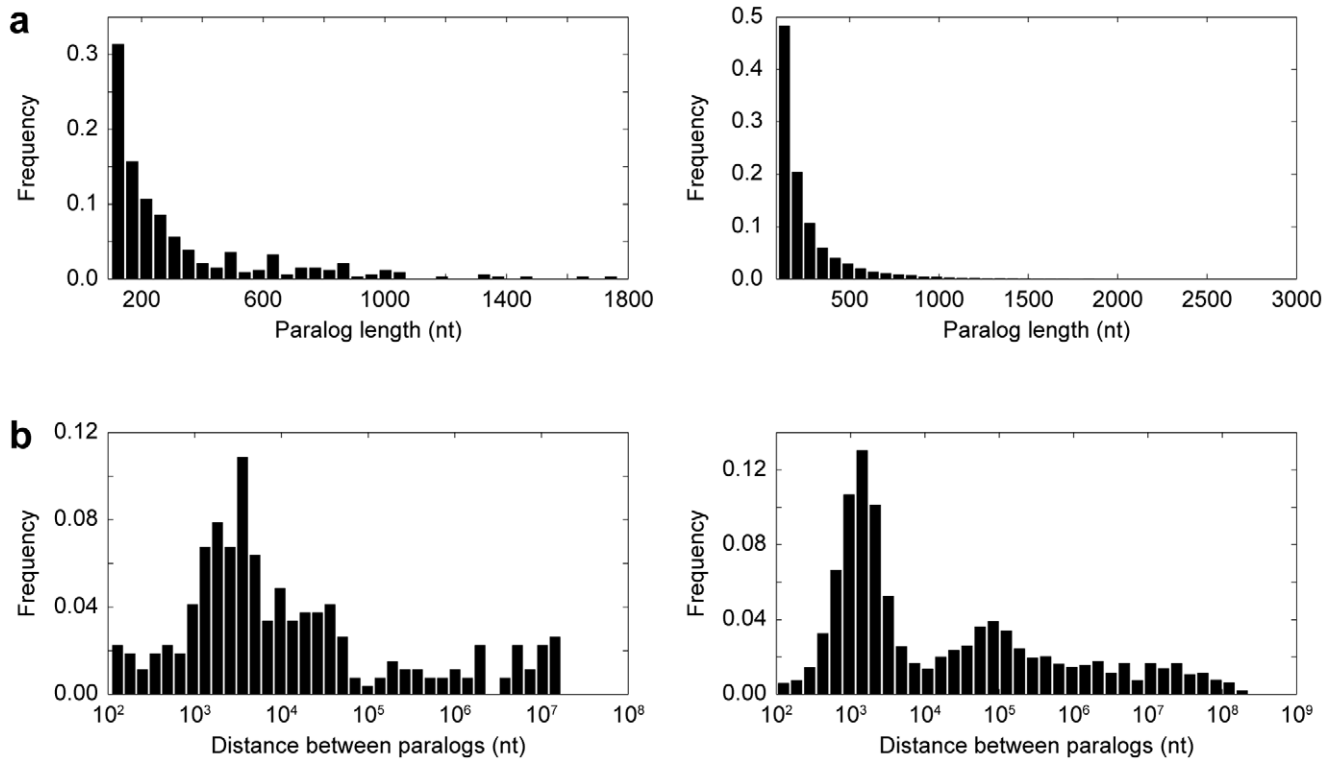 a
Frequency
0.3
0.2
0.1
0.0
200 600 1000 1400 1800
Paralog length (nt)
Frequency
0.5
0.4
0.3
0.2
0.1
0.0
500 1000 1500 2000 2500 3000
Paralog length (nt)
b
Frequency
0.12
0.08
0.04
0.00
10² 10³ 10⁴ 10⁵ 10⁶ 10⁷ 10⁸
Distance between paralogs (nt)
Frequency
0.12
0.08
0.04
0.00
10² 10³ 10⁴ 10⁵ 10⁶ 10⁷ 10⁸ 10⁹
Distance between paralogs (nt)